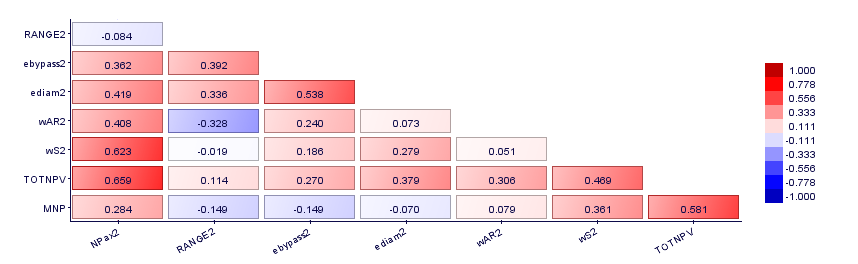 RANGE2 -0.084
ebypass2 0.362 0.392
ediam2 0.419 0.336 0.538
wAR2 0.408 -0.328 0.240 0.073
wS2 0.623 -0.019 0.186 0.279 0.051
TOTNPV 0.659 0.114 0.270 0.379 0.306 0.469
MNP 0.284 -0.149 -0.149 -0.070 0.079 0.361 0.581
NPax2 RANGE2 ebypass2 ediam2 wAR2 wS2 TOTNPV
1.000
0.778
0.556
0.333
0.111
-0.111
-0.333
-0.556
-0.778
-1.000